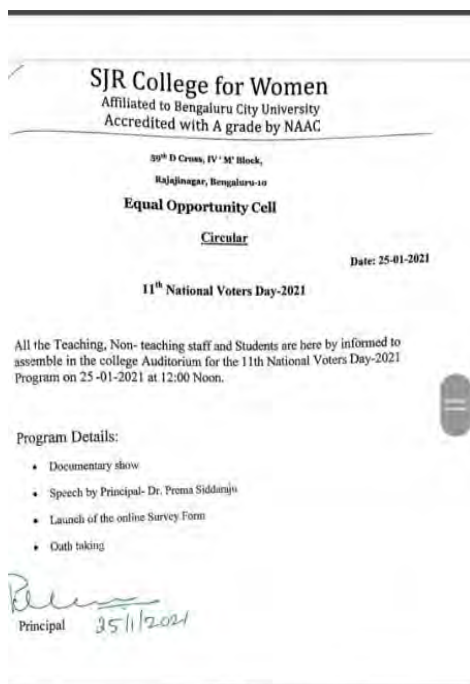 SJR College for Women
Affiliated to Bengaluru City University
Accredited with A grade by NAAC
59th D Cross, IV 'M' Block,
Rajajinagar, Bengaluru-10
Equal Opportunity Cell
Circular
Date: 25-01-2021
11th National Voters Day-2021
All the Teaching, Non- teaching staff and Students are here by informed to
assemble in the college Auditorium for the 11th National Voters Day-2021
Program on 25 -01-2021 at 12:00 Noon.
Program Details:
• Documentary show
• Speech by Principal- Dr. Prema Siddaraju
• Launch of the online Survey Form
• Oath taking
Principal 25/1/2021